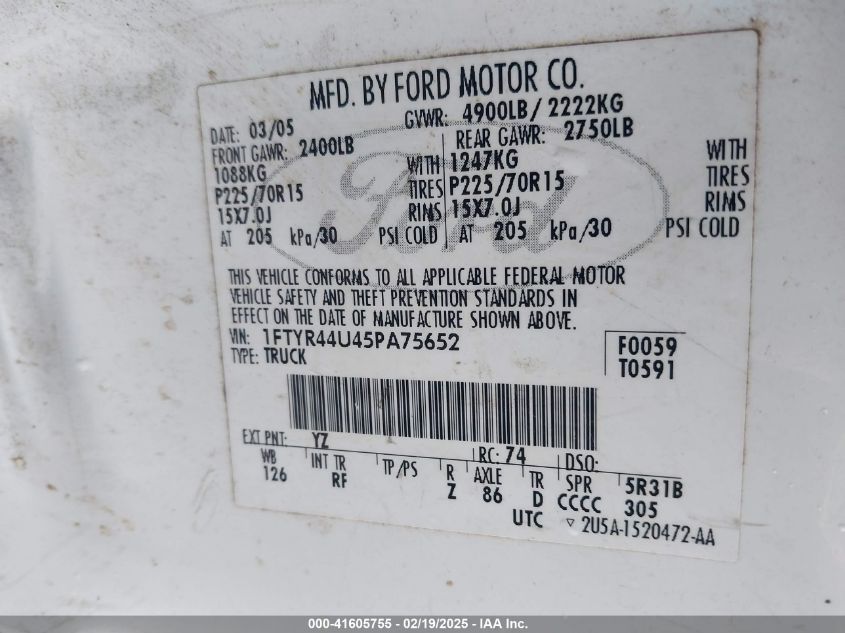 MFD. BY FORD MOTOR CO.
DATE: 03/05 GVWR: 4900LB/ 2222KG
FRONT GAWR: 2400LB REAR GAWR: 2750LB
1088KG WITH 1247KG WITH
P225/70R15 TIRES P225/70R15 TIRES
15X7.0J RIMS 15X7.0J RIMS
AT 205 kPa/30 PSI COLD AT 205 kPa/30 PSI COLD
Ford
THIS VEHICLE CONFORMS TO ALL APPLICABLE FEDERAL MOTOR
VEHICLE SAFETY AND THEFT PREVENTION STANDARDS IN
EFFECT ON THE DATE OF MANUFACTURE SHOWN ABOVE.
VIN: 1FTYR44U45PA75652 F0059
TYPE: TRUCK T0591
EXT PNT: YZ RC: 74 DSO:
WB INT TR TP/PS R AXLE TR SPR 5R31B
126 RF Z 86 D CCCC 305
UTC ▽ 2U5A-1520472-AA
000-41605755 - 02/19/2025 - IAA Inc.